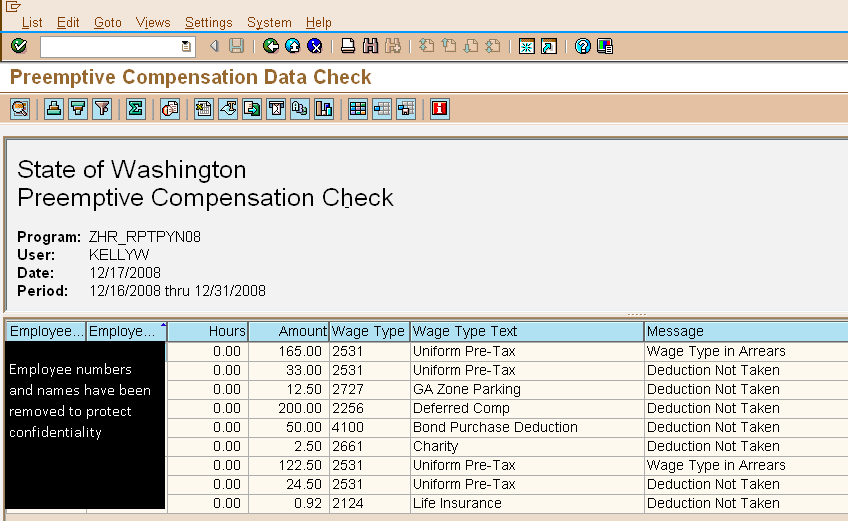 List Edit Goto Views Settings System Help
Preemptive Compensation Data Check
State of Washington
Preemptive Compensation Check
Program: ZHR_RPTPYN08
User: KELLYW
Date: 12/17/2008
Period: 12/16/2008 thru 12/31/2008
Employee... Employe... Hours Amount Wage Type Wage Type Text Message
Employee numbers
and names have been
removed to protect
confidentiality
0.00 165.00 2531 Uniform Pre-Tax Wage Type in Arrears
0.00 33.00 2531 Uniform Pre-Tax Deduction Not Taken
0.00 12.50 2727 GA Zone Parking Deduction Not Taken
0.00 200.00 2256 Deferred Comp Deduction Not Taken
0.00 50.00 4100 Bond Purchase Deduction Deduction Not Taken
0.00 2.50 2661 Charity Deduction Not Taken
0.00 122.50 2531 Uniform Pre-Tax Wage Type in Arrears
0.00 24.50 2531 Uniform Pre-Tax Deduction Not Taken
0.00 0.92 2124 Life Insurance Deduction Not Taken